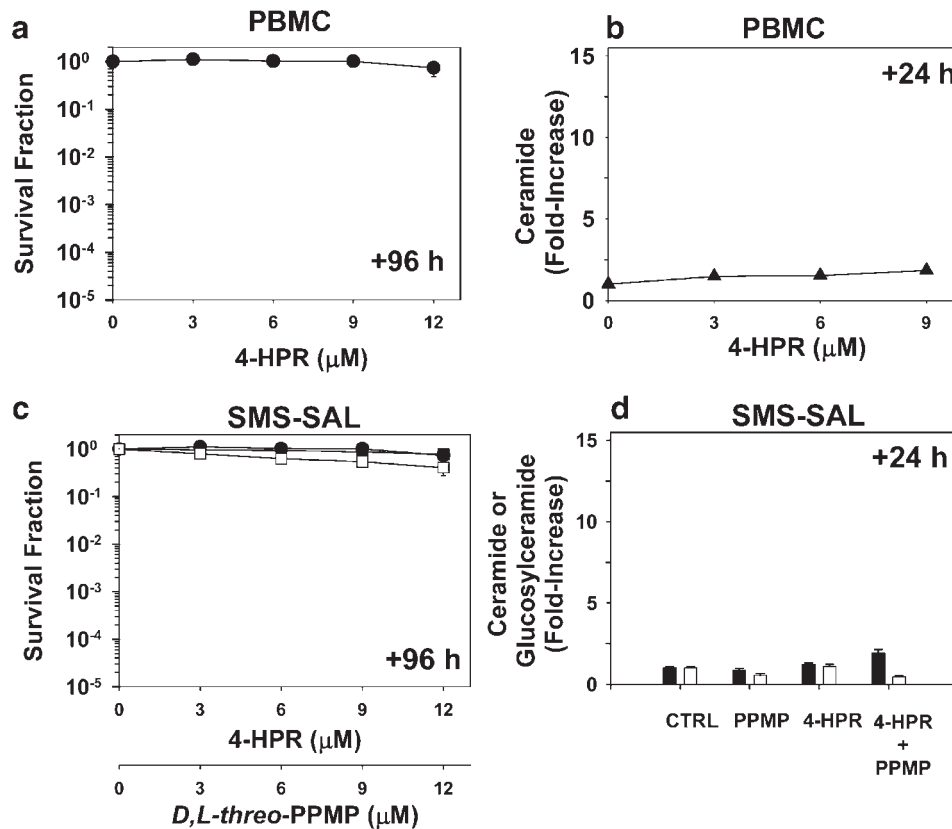 a
PBMC
Survival Fraction
10⁰
10⁻¹
10⁻²
10⁻³
10⁻⁴
10⁻⁵
+96 h
0 3 6 9 12
4-HPR (μM)
b
PBMC
Ceramide
(Fold-Increase)
15
10
5
0
+24 h
0 3 6 9
4-HPR (μM)
c
SMS-SAL
Survival Fraction
10⁰
10⁻¹
10⁻²
10⁻³
10⁻⁴
10⁻⁵
+96 h
0 3 6 9 12
4-HPR (μM)
0 3 6 9 12
D,L-threo-PPMP (μM)
d
SMS-SAL
Ceramide or
Glucosylceramide
(Fold-Increase)
15
10
5
0
+24 h
CTRL PPMP 4-HPR 4-HPR
+
PPMP